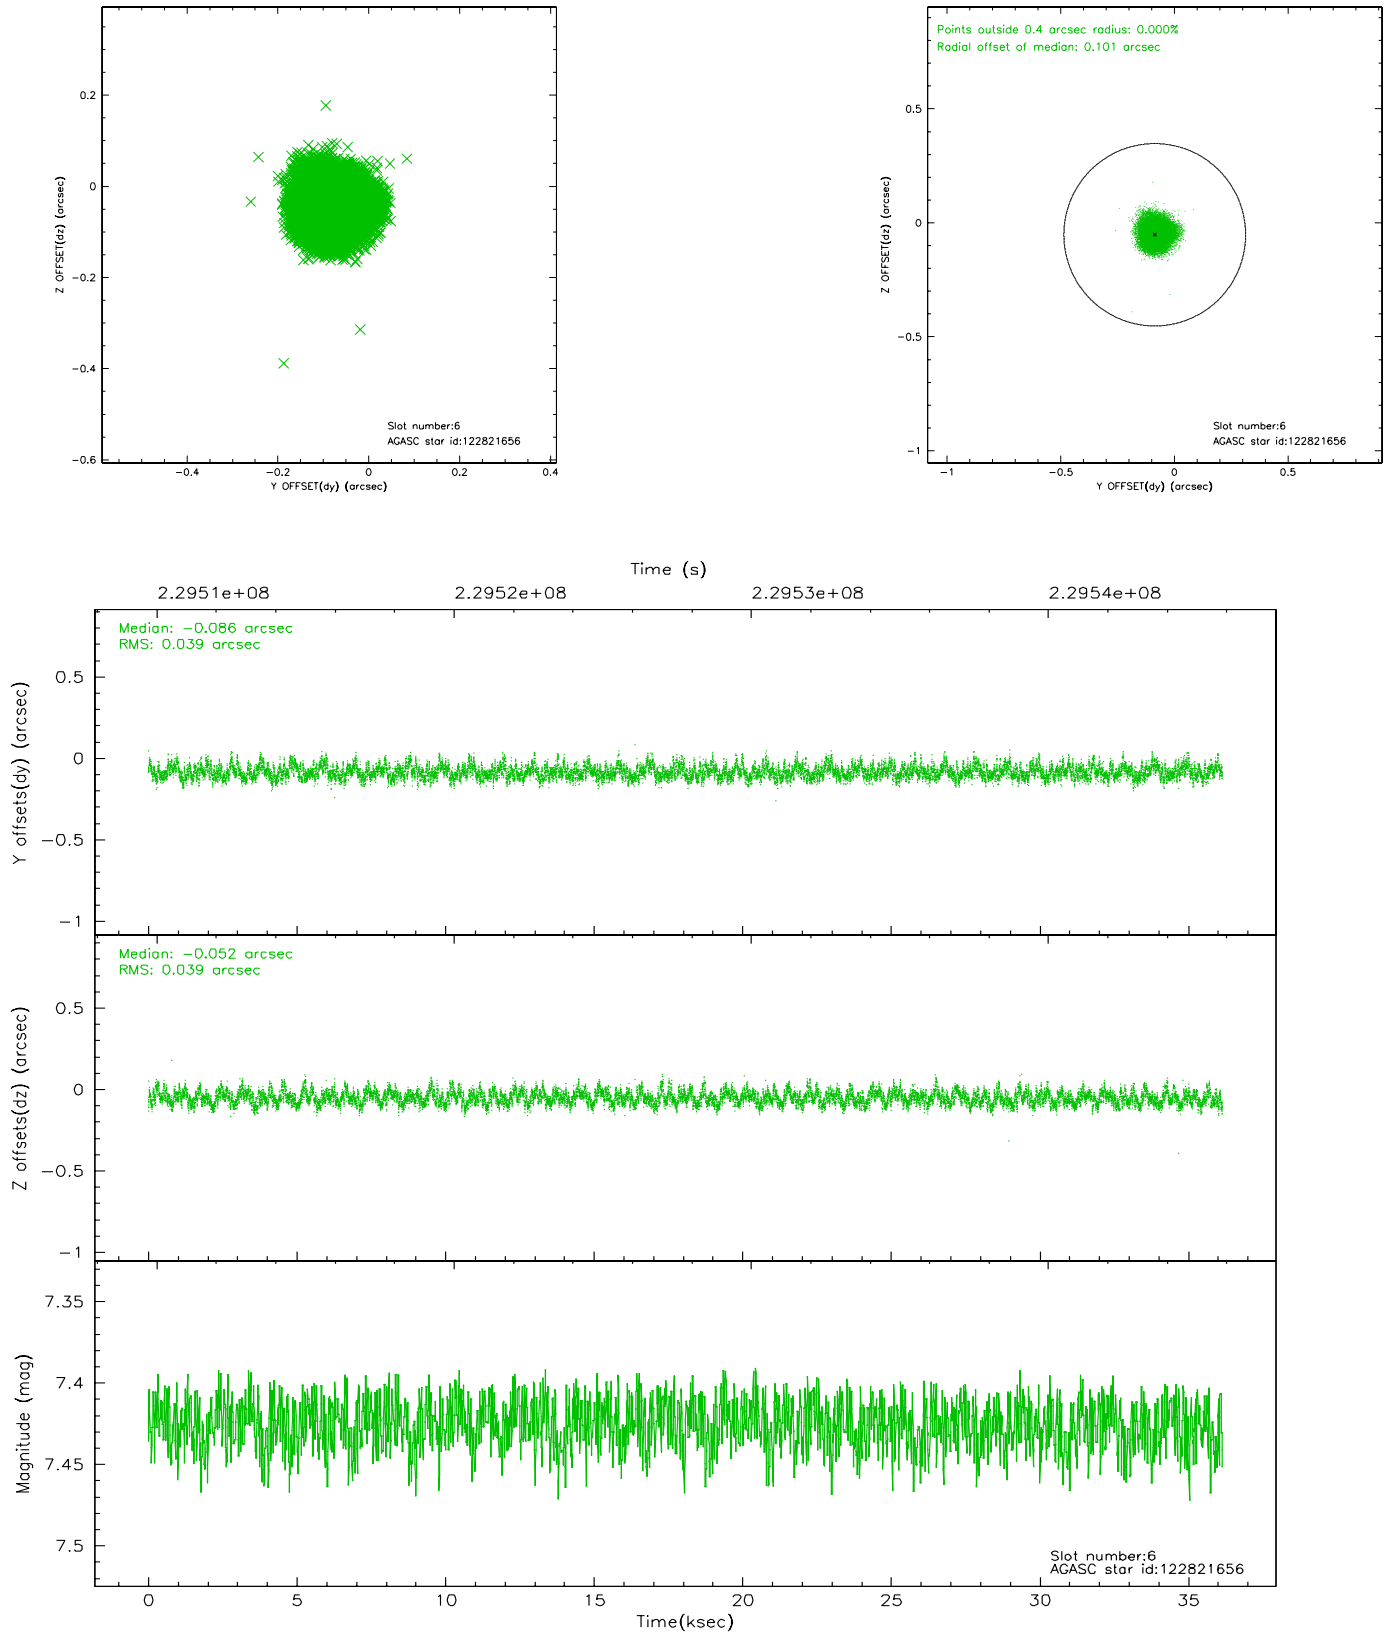 0.2
0
−0.2
−0.4
−0.6
Z OFFSET(dz) (arcsec)
Slot number:6
AGASC star id:122821656
−0.4
−0.2
0
0.2
0.4
Y OFFSET(dy) (arcsec)
Points outside 0.4 arcsec radius: 0.000%
Radial offset of median: 0.101 arcsec
0.5
0
−0.5
−1
Z OFFSET(dz) (arcsec)
Slot number:6
AGASC star id:122821656
−1
−0.5
0
0.5
Y OFFSET(dy) (arcsec)
Time (s)
2.2951e+08
2.2952e+08
2.2953e+08
2.2954e+08
Median: −0.086 arcsec
RMS: 0.039 arcsec
0.5
0
−0.5
−1
Y offsets(dy) (arcsec)
Median: −0.052 arcsec
RMS: 0.039 arcsec
0.5
0
−0.5
−1
Z offsets(dz) (arcsec)
7.35
7.4
7.45
7.5
Magnitude (mag)
Slot number:6
AGASC star id:122821656
0
5
10
15
20
25
30
35
Time(ksec)